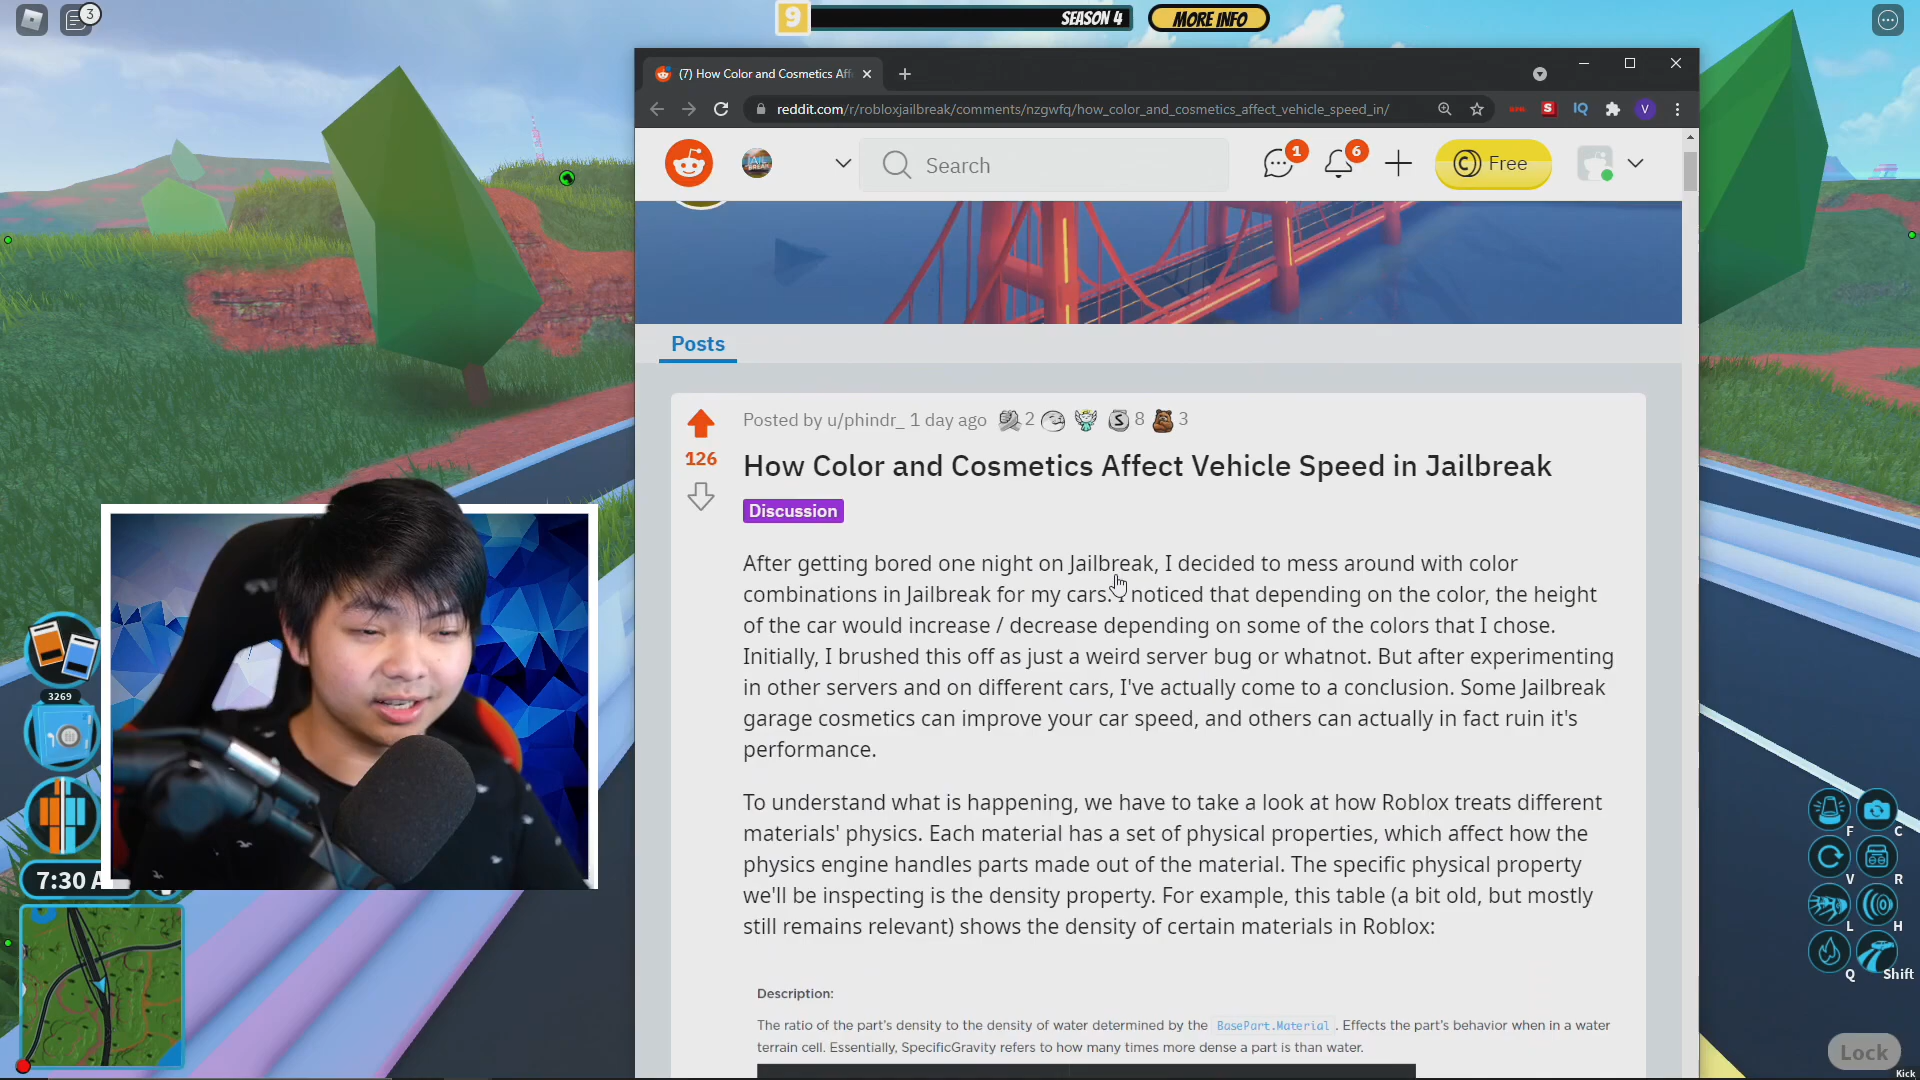 3
9
SEASON 4
MORE INFO
(7) How Color and Cosmetics Aff
reddit.com/r/robloxjailbreak/comments/nzgwfq/how_color_and_cosmetics_affect_vehicle_speed_in/
S
IQ
V
JAIL
BREAK
Search
1
6
Free
Posts
Posted by u/phindr_ 1 day ago
2
S 8
3
126
How Color and Cosmetics Affect Vehicle Speed in Jailbreak
Discussion
After getting bored one night on Jailbreak, I decided to mess around with color
combinations in Jailbreak for my cars. I noticed that depending on the color, the height
of the car would increase / decrease depending on some of the colors that I chose.
Initially, I brushed this off as just a weird server bug or whatnot. But after experimenting
in other servers and on different cars, I've actually come to a conclusion. Some Jailbreak
garage cosmetics can improve your car speed, and others can actually in fact ruin it's
performance.
To understand what is happening, we have to take a look at how Roblox treats different
materials' physics. Each material has a set of physical properties, which affect how the
physics engine handles parts made out of the material. The specific physical property
we'll be inspecting is the density property. For example, this table (a bit old, but mostly
still remains relevant) shows the density of certain materials in Roblox:
Description:
The ratio of the part's density to the density of water determined by the BasePart.Material . Effects the part's behavior when in a water
terrain cell. Essentially, SpecificGravity refers to how many times more dense a part is than water.
3269
7:30 A
F
C
V
R
L
H
Q
Shift
Lock
Kick